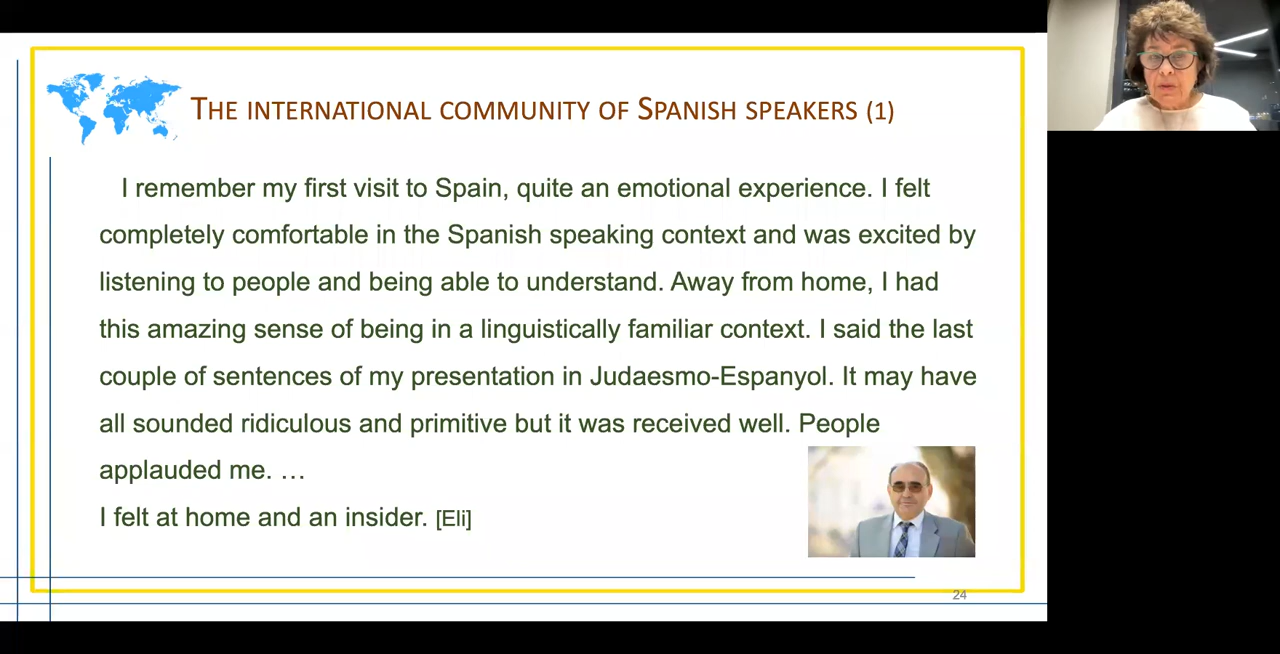 The international community of Spanish speakers (1)
I remember my first visit to Spain, quite an emotional experience. I felt
completely comfortable in the Spanish speaking context and was excited by
listening to people and being able to understand. Away from home, I had
this amazing sense of being in a linguistically familiar context. I said the last
couple of sentences of my presentation in Judaesmo-Espanyol. It may have
all sounded ridiculous and primitive but it was received well. People
applauded me. …
I felt at home and an insider. [Eli]
24